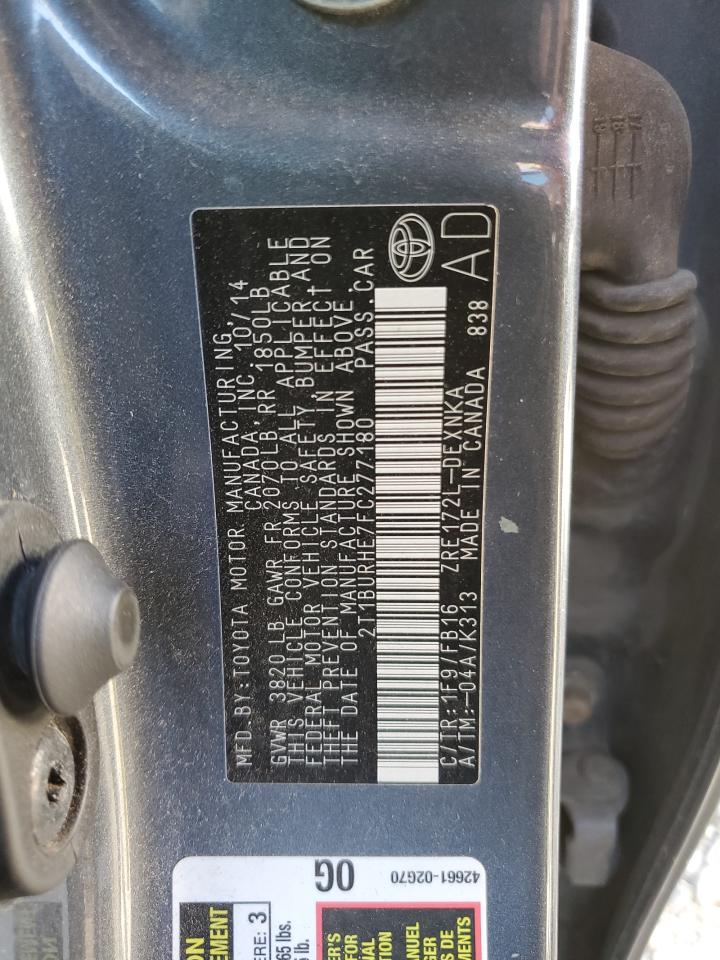 MFD.BY:TOYOTA MOTOR MANUFACTURING,
CANADA,INC. 10/14
GVWR 3820LB GAWR FR 2070LB,RR 1850LB
THIS VEHICLE CONFORMS TO ALL APPLICABLE
FEDERAL MOTOR VEHICLE SAFETY, BUMPER AND
THEFT PREVENTION STANDARDS IN EFFECT ON
THE DATE OF MANUFACTURE SHOWN ABOVE.
2T1BURHE7FC277180 PASS.CAR
C/TR:1F9/FB16 ZRE172L-DEXNKA
A/TM:-04A/K313 MADE IN CANADA 838
AD
0G
42661-02G70
ERE: 3